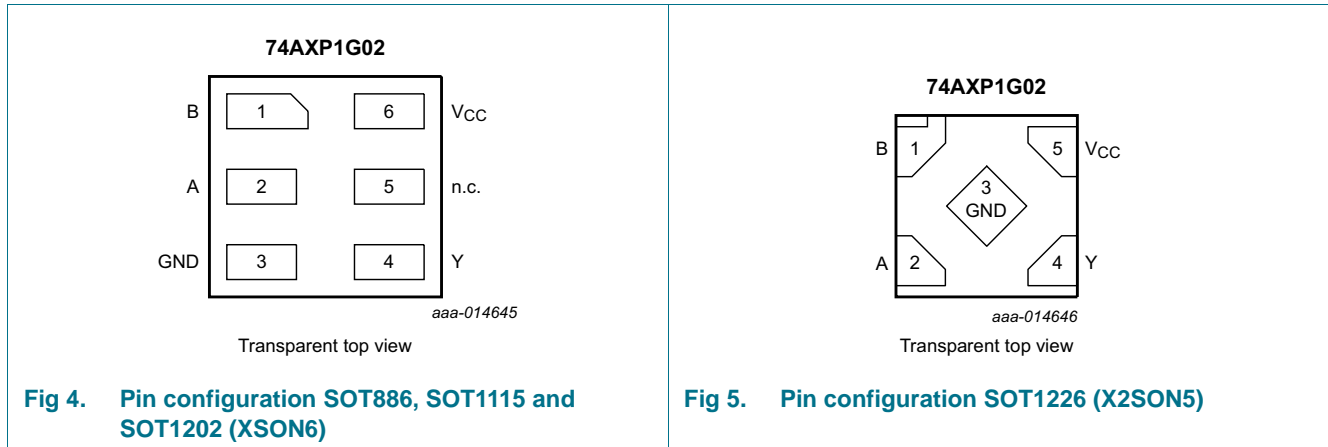 74AXP1G02
B 1 6 VCC
A 2 5 n.c.
GND 3 4 Y
aaa-014645
Transparent top view
Fig 4. Pin configuration SOT886, SOT1115 and
SOT1202 (XSON6)
74AXP1G02
B 1 5 VCC
3
GND
A 2 4 Y
aaa-014646
Transparent top view
Fig 5. Pin configuration SOT1226 (X2SON5)